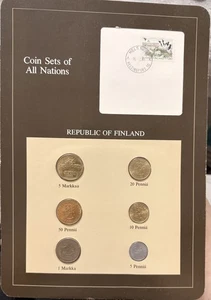 Coin Sets of
All Nations
REPUBLIC OF FINLAND
5 Markkaa
20 Penniä
50 Penniä
10 Penniä
1 Markka
5 Penniä